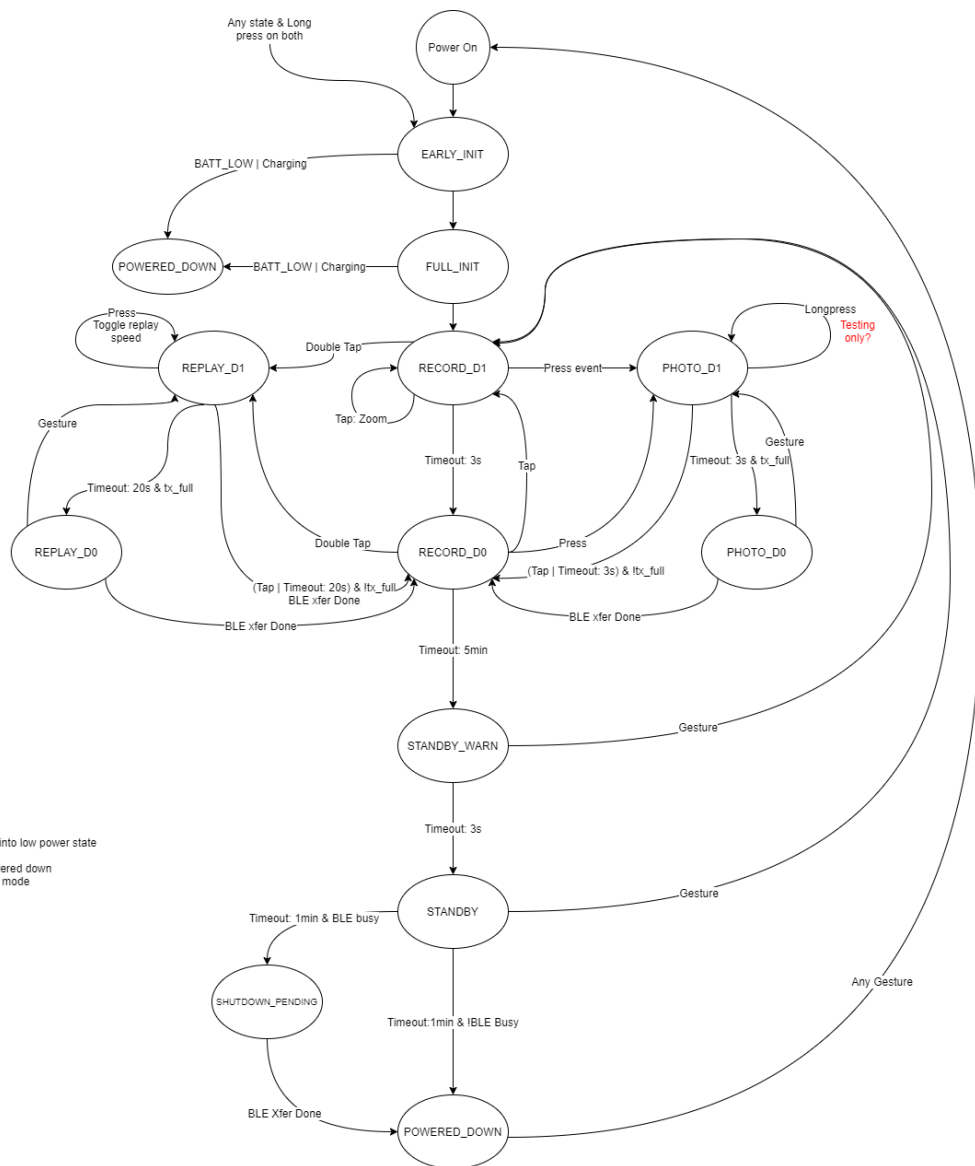 Any state & Long
press on both
Power On
EARLY_INIT
BATT_LOW | Charging
POWERED_DOWN
BATT_LOW | Charging
FULL_INIT
Press
Toggle replay
speed
Longpress
Testing
only?
Double Tap
REPLAY_D1
RECORD_D1
Press event
PHOTO_D1
Tap: Zoom
Gesture
Gesture
Timeout: 20s & tx_full
Timeout: 3s
Tap
Timeout: 3s & tx_full
REPLAY_D0
Double Tap
RECORD_D0
Press
PHOTO_D0
(Tap | Timeout: 20s) & !tx_full
BLE xfer Done
(Tap | Timeout: 3s) & !tx_full
BLE xfer Done
BLE xfer Done
Timeout: 5min
Gesture
STANDBY_WARN
Timeout: 3s
into low power state
ered down
mode
STANDBY
Gesture
Timeout: 1min & BLE busy
SHUTDOWN_PENDING
Any Gesture
Timeout:1min & !BLE Busy
BLE Xfer Done
POWERED_DOWN